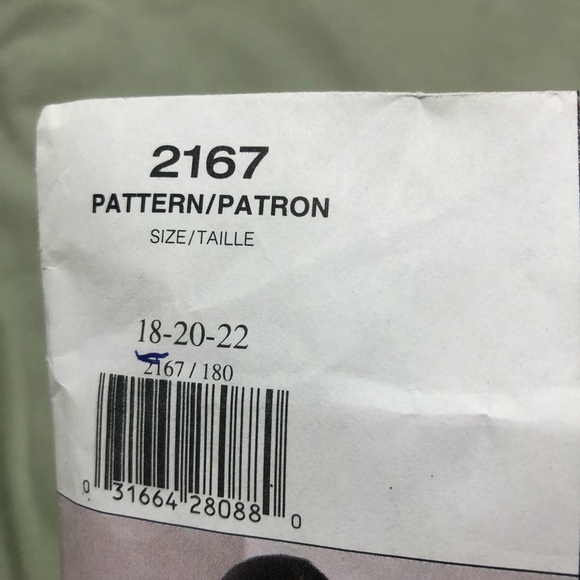 2167
PATTERN/PATRON
SIZE/TAILLE
18-20-22
2167/180
0 31664 28088 0